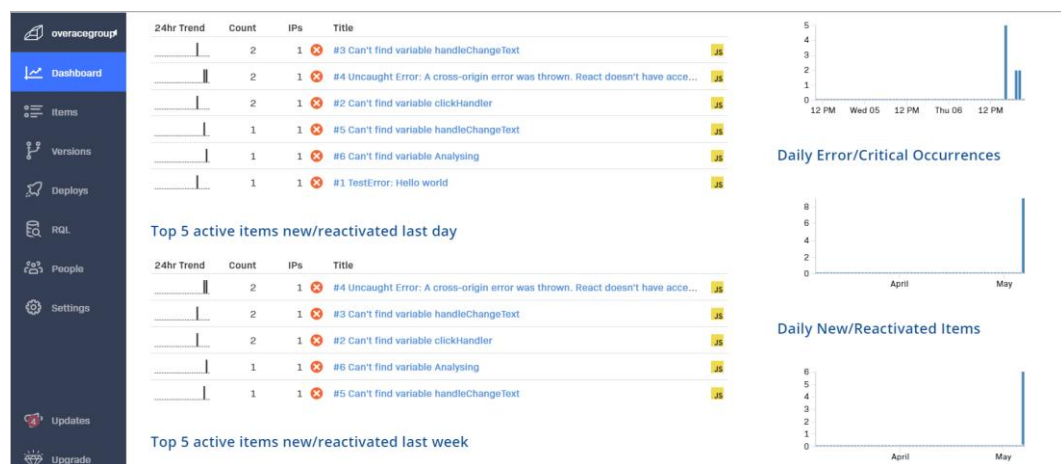 overacegroup
Dashboard
Items
Versions
Deploys
RQL
People
Settings
4
Updates
Upgrade
24hr Trend Count IPs Title
2 1 #3 Can't find variable handleChangeText JS
2 1 #4 Uncaught Error: A cross-origin error was thrown. React doesn't have acce... JS
2 1 #2 Can't find variable clickHandler JS
1 1 #5 Can't find variable handleChangeText JS
1 1 #6 Can't find variable Analysing JS
1 1 #1 TestError: Hello world JS
Top 5 active items new/reactivated last day
24hr Trend Count IPs Title
2 1 #4 Uncaught Error: A cross-origin error was thrown. React doesn't have acce... JS
2 1 #3 Can't find variable handleChangeText JS
2 1 #2 Can't find variable clickHandler JS
1 1 #6 Can't find variable Analysing JS
1 1 #5 Can't find variable handleChangeText JS
Top 5 active items new/reactivated last week
5
4
3
2
1
0
12 PM Wed 05 12 PM Thu 06 12 PM
Daily Error/Critical Occurrences
8
6
4
2
0
April May
Daily New/Reactivated Items
6
5
4
3
2
1
0
April May